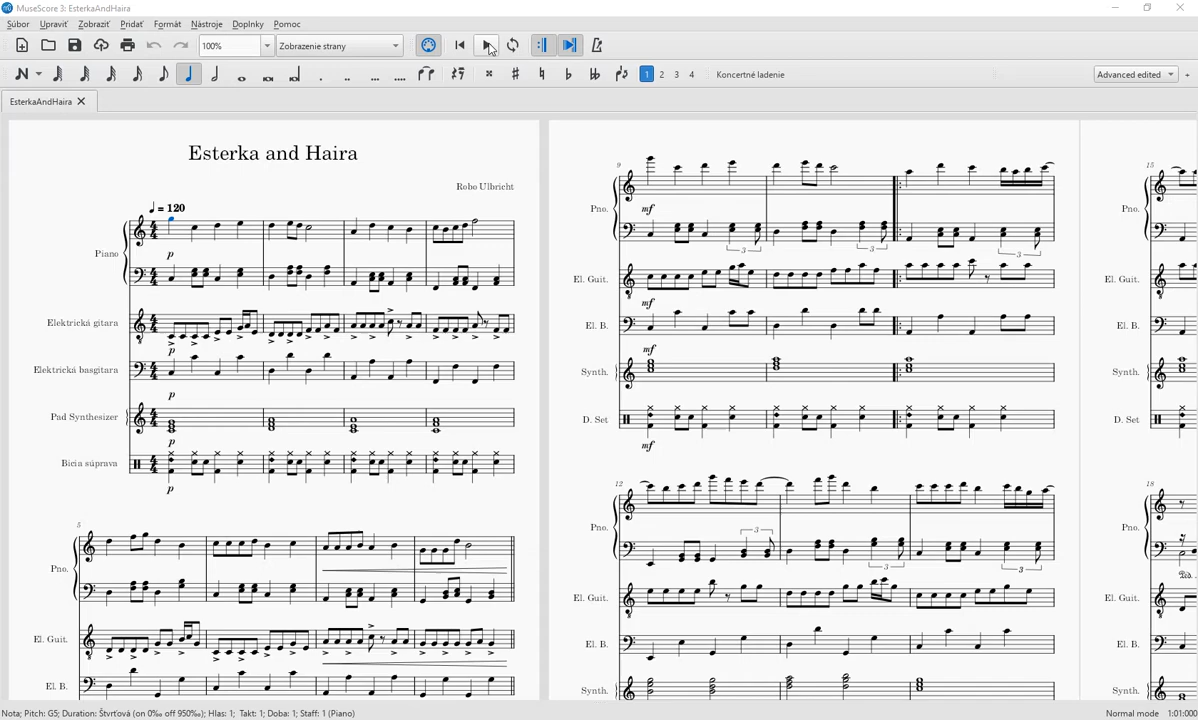 MuseScore 3: EsterkaAndHaira
Súbor Upraviť Zobraziť Pridať Formát Nástroje Doplnky Pomoc
100% Zobrazenie strany
1 2 3 4 Koncertné ladenie Advanced edited
EsterkaAndHaira
Esterka and Haira
Robo Ulbricht
= 120
Piano
p
Elektrická gitara
p
Elektrická basgitara
p
Pad Synthesizer
p
Bicia súprava
p
5
Pno.
El. Guit.
El. B.
9
Pno.
mf
3 3 3
El. Guit.
mf
El. B.
mf
Synth.
D. Set
mf
12
Pno.
3 3 3 3
El. Guit.
El. B.
Synth.
15
Pno.
El. Guit.
El. B.
Synth.
D. Set
18
Pno.
Ped.
El. Guit.
El. B.
Synth.
Nota; Pitch: G5; Duration: Štvrťová (on 0‰ off 950‰); Hlas: 1; Takt: 1; Doba: 1; Staff: 1 (Piano) Normal mode 1:01:000